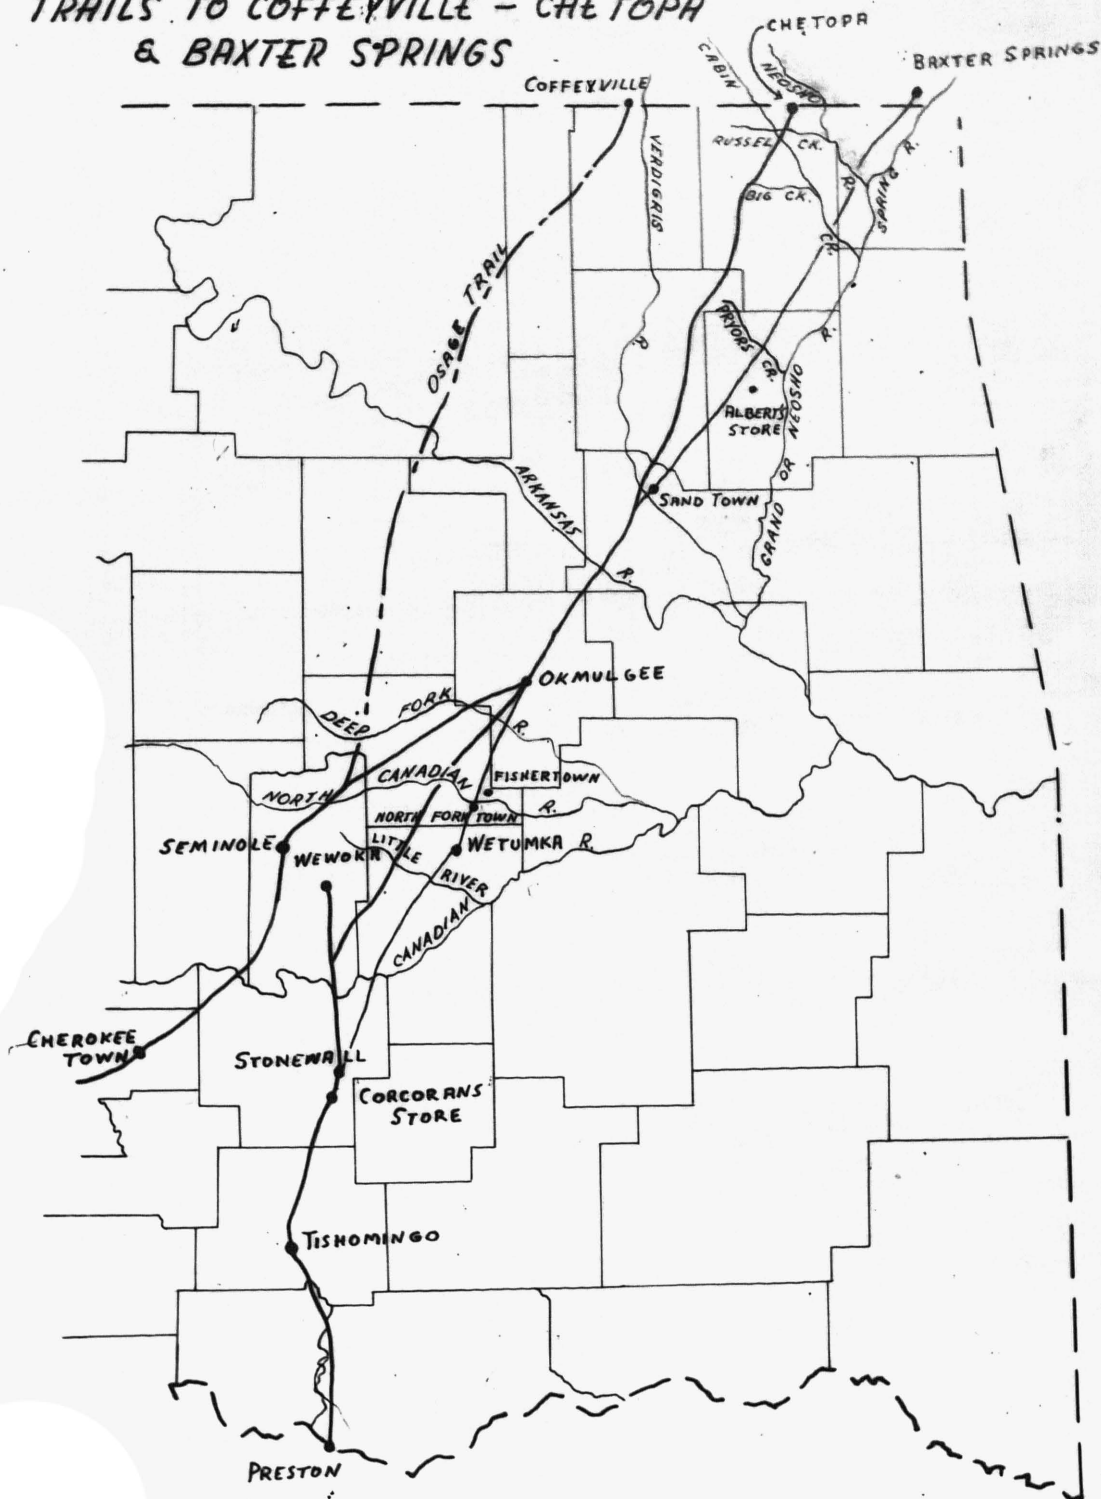 TRAILS TO COFFEYVILLE - CHETOPA
& BAXTER SPRINGS
CHETOPA
BAXTER SPRINGS
COFFEYVILLE
CABIN
NEOSHO
RUSSEL CK.
VERDIGRIS
R.
BIG CK.
R.
SPRING
R.
CK.
OSAGE TRAIL
PRYORS
CR.
R.
ALBERTS
STORE
GRAND OR NEOSHO
SAND TOWN
ARKANSAS
R.
OKMULGEE
DEEP FORK
R.
CANADIAN
FISHERTOWN
NORTH
R.
NORTH FORK TOWN
SEMINOLE
WEWOKA
LITTLE
RIVER
WETUMKA
R.
CANADIAN
CHEROKEE
TOWN
STONEWALL
CORCORANS
STORE
TISHOMINGO
PRESTON